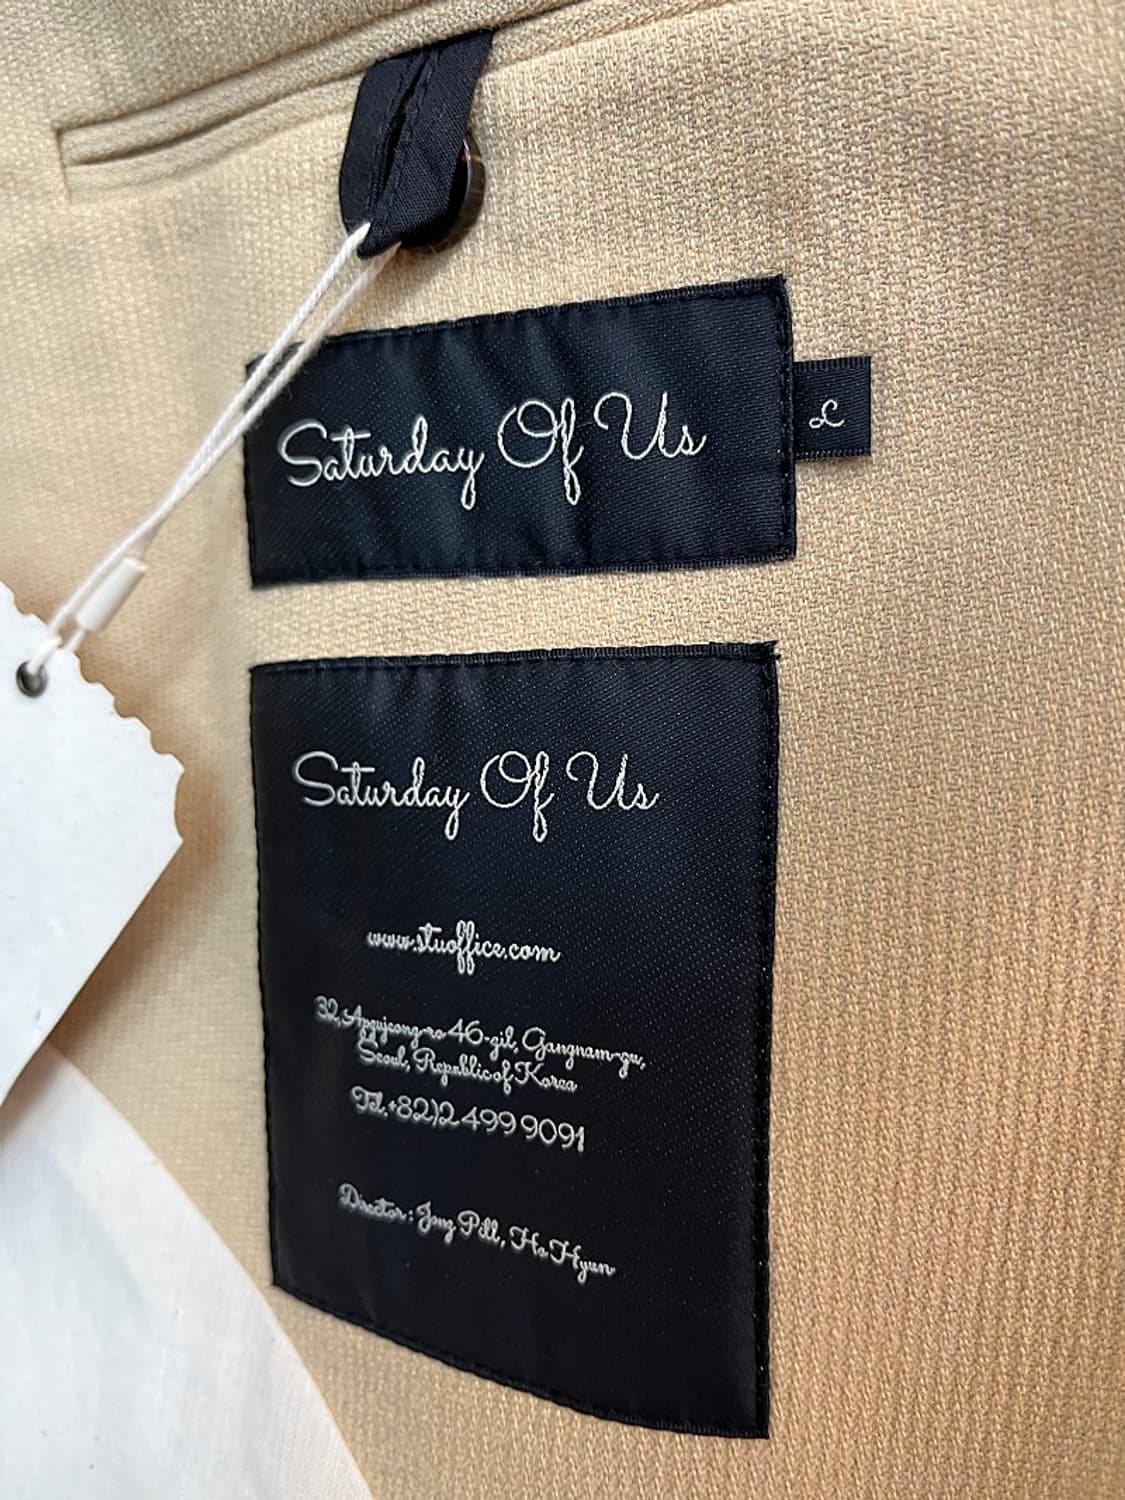 Saturday Of Us
L
Saturday Of Us
www.stuoffice.com
32, Apgujeong-ro 46-gil, Gangnam-gu,
Seoul, Republic of Korea
Tel.+82)2 499 9091
Director : Jong Pill, Ha Hyun